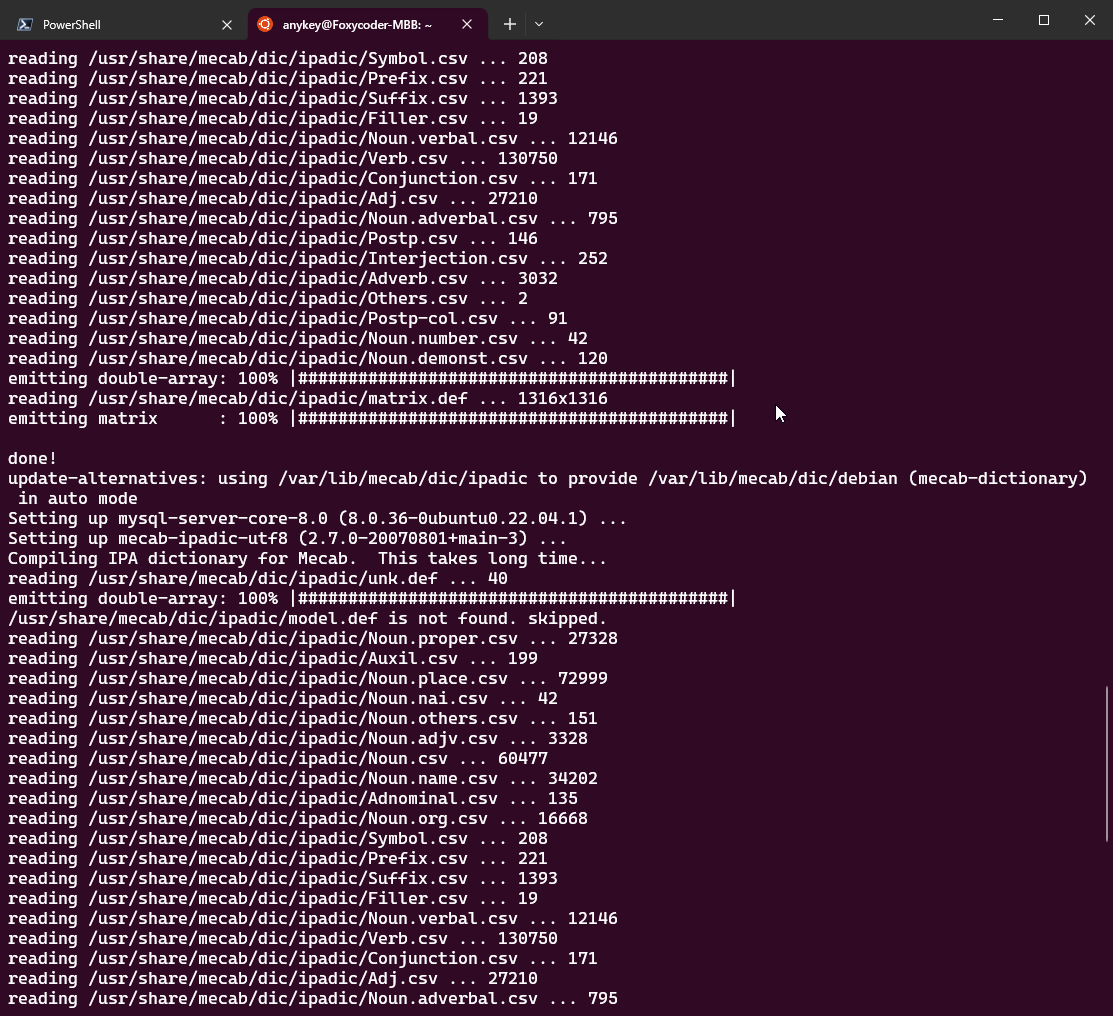 PowerShell
anykey@Foxycoder-MBB: ~
reading /usr/share/mecab/dic/ipadic/Symbol.csv ... 208
reading /usr/share/mecab/dic/ipadic/Prefix.csv ... 221
reading /usr/share/mecab/dic/ipadic/Suffix.csv ... 1393
reading /usr/share/mecab/dic/ipadic/Filler.csv ... 19
reading /usr/share/mecab/dic/ipadic/Noun.verbal.csv ... 12146
reading /usr/share/mecab/dic/ipadic/Verb.csv ... 130750
reading /usr/share/mecab/dic/ipadic/Conjunction.csv ... 171
reading /usr/share/mecab/dic/ipadic/Adj.csv ... 27210
reading /usr/share/mecab/dic/ipadic/Noun.adverbal.csv ... 795
reading /usr/share/mecab/dic/ipadic/Postp.csv ... 146
reading /usr/share/mecab/dic/ipadic/Interjection.csv ... 252
reading /usr/share/mecab/dic/ipadic/Adverb.csv ... 3032
reading /usr/share/mecab/dic/ipadic/Others.csv ... 2
reading /usr/share/mecab/dic/ipadic/Postp-col.csv ... 91
reading /usr/share/mecab/dic/ipadic/Noun.number.csv ... 42
reading /usr/share/mecab/dic/ipadic/Noun.demonst.csv ... 120
emitting double-array: 100% |###########################################|
reading /usr/share/mecab/dic/ipadic/matrix.def ... 1316x1316
emitting matrix      : 100% |###########################################|

done!
update-alternatives: using /var/lib/mecab/dic/ipadic to provide /var/lib/mecab/dic/debian (mecab-dictionary)
 in auto mode
Setting up mysql-server-core-8.0 (8.0.36-0ubuntu0.22.04.1) ...
Setting up mecab-ipadic-utf8 (2.7.0-20070801+main-3) ...
Compiling IPA dictionary for Mecab.  This takes long time...
reading /usr/share/mecab/dic/ipadic/unk.def ... 40
emitting double-array: 100% |###########################################|
/usr/share/mecab/dic/ipadic/model.def is not found. skipped.
reading /usr/share/mecab/dic/ipadic/Noun.proper.csv ... 27328
reading /usr/share/mecab/dic/ipadic/Auxil.csv ... 199
reading /usr/share/mecab/dic/ipadic/Noun.place.csv ... 72999
reading /usr/share/mecab/dic/ipadic/Noun.nai.csv ... 42
reading /usr/share/mecab/dic/ipadic/Noun.others.csv ... 151
reading /usr/share/mecab/dic/ipadic/Noun.adjv.csv ... 3328
reading /usr/share/mecab/dic/ipadic/Noun.csv ... 60477
reading /usr/share/mecab/dic/ipadic/Noun.name.csv ... 34202
reading /usr/share/mecab/dic/ipadic/Adnominal.csv ... 135
reading /usr/share/mecab/dic/ipadic/Noun.org.csv ... 16668
reading /usr/share/mecab/dic/ipadic/Symbol.csv ... 208
reading /usr/share/mecab/dic/ipadic/Prefix.csv ... 221
reading /usr/share/mecab/dic/ipadic/Suffix.csv ... 1393
reading /usr/share/mecab/dic/ipadic/Filler.csv ... 19
reading /usr/share/mecab/dic/ipadic/Noun.verbal.csv ... 12146
reading /usr/share/mecab/dic/ipadic/Verb.csv ... 130750
reading /usr/share/mecab/dic/ipadic/Conjunction.csv ... 171
reading /usr/share/mecab/dic/ipadic/Adj.csv ... 27210
reading /usr/share/mecab/dic/ipadic/Noun.adverbal.csv ... 795